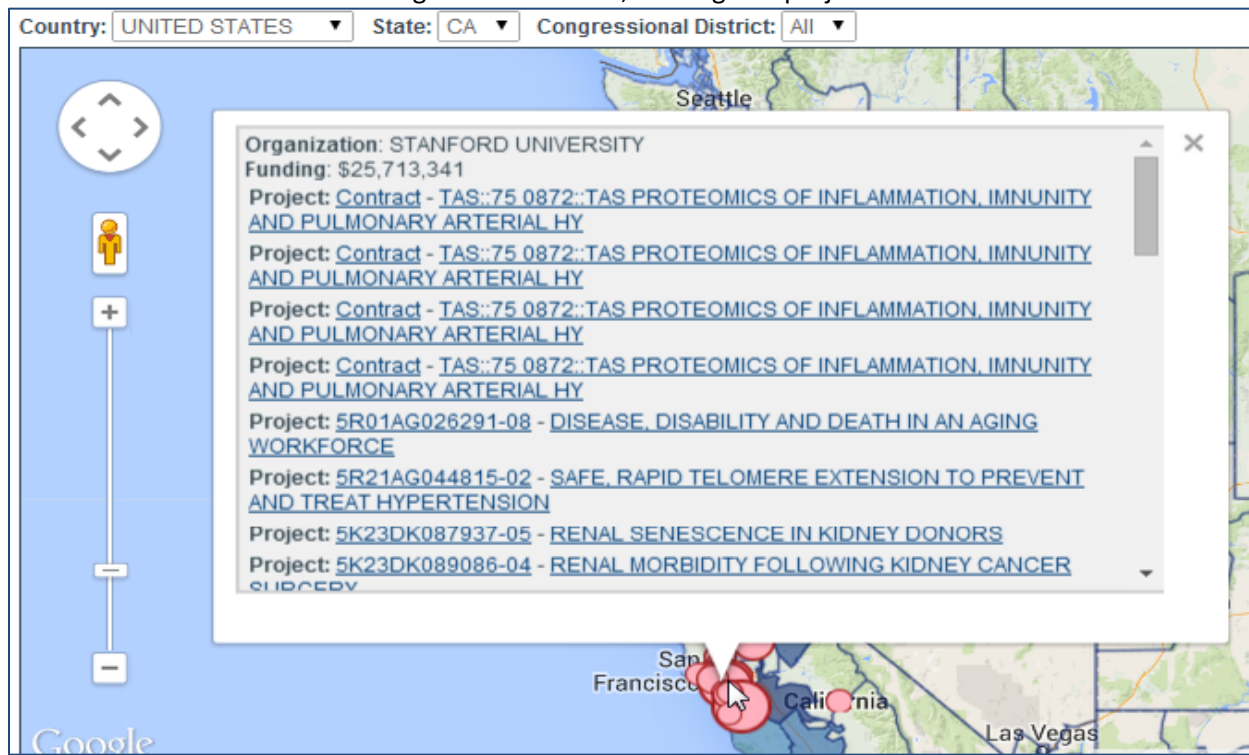 Country: UNITED STATES State: CA Congressional District: All
Seattle
Organization: STANFORD UNIVERSITY
Funding: $25,713,341
Project: Contract - TAS::75 0872::TAS PROTEOMICS OF INFLAMMATION, IMNUNITY
AND PULMONARY ARTERIAL HY
Project: Contract - TAS::75 0872::TAS PROTEOMICS OF INFLAMMATION, IMNUNITY
AND PULMONARY ARTERIAL HY
Project: Contract - TAS::75 0872::TAS PROTEOMICS OF INFLAMMATION, IMNUNITY
AND PULMONARY ARTERIAL HY
Project: Contract - TAS::75 0872::TAS PROTEOMICS OF INFLAMMATION, IMNUNITY
AND PULMONARY ARTERIAL HY
Project: 5R01AG026291-08 - DISEASE, DISABILITY AND DEATH IN AN AGING
WORKFORCE
Project: 5R21AG044815-02 - SAFE, RAPID TELOMERE EXTENSION TO PREVENT
AND TREAT HYPERTENSION
Project: 5K23DK087937-05 - RENAL SENESCENCE IN KIDNEY DONORS
Project: 5K23DK089086-04 - RENAL MORBIDITY FOLLOWING KIDNEY CANCER
SURGERY
San
Francisco
California
Las Vegas
Google